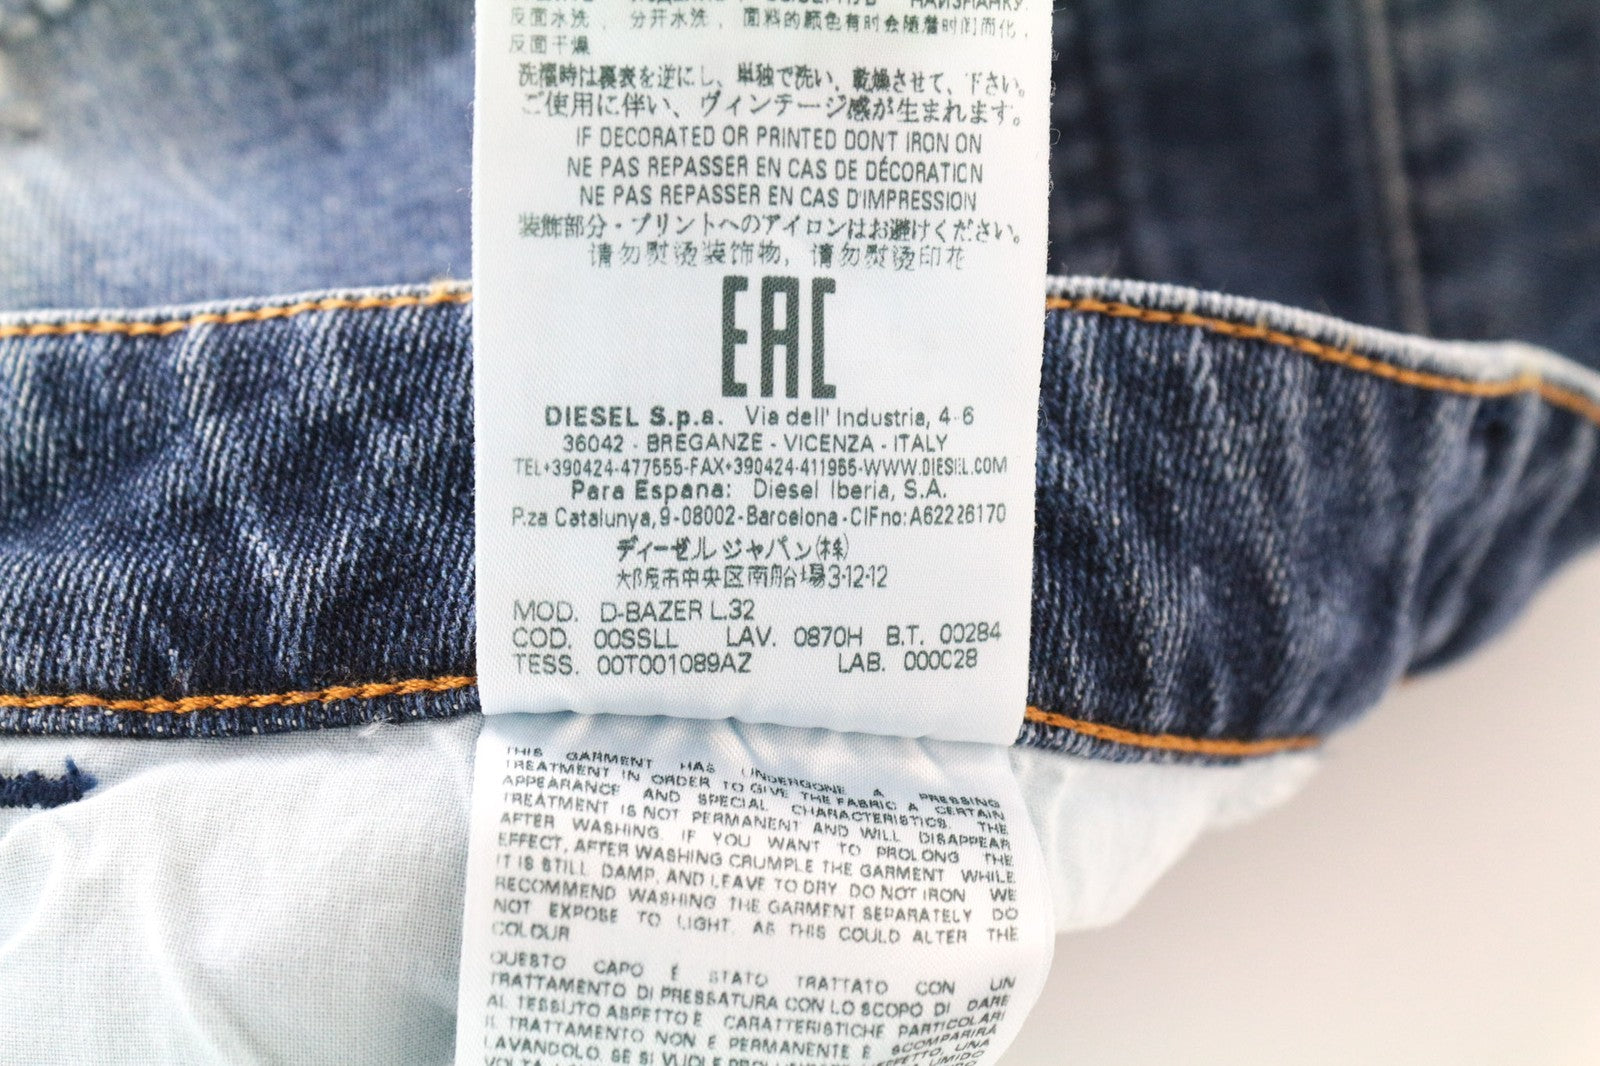 反面水洗, 分开水洗, 面料的颜色有时会随着时间而化,
反面干燥
洗濯時は裏表を逆にし、単独で洗い、乾燥させて、下さい。
ご使用に伴い、ヴィンテージ感が生まれます。
IF DECORATED OR PRINTED DONT IRON ON
NE PAS REPASSER EN CAS DE DÉCORATION
NE PAS REPASSER EN CAS D'IMPRESSION
装飾部分・プリントへのアイロンはお避けください。
请勿熨烫装饰物, 请勿熨烫印花
EAC
DIESEL S.p.a. Via dell' Industria, 4-6
36042 - BREGANZE - VICENZA - ITALY
TEL+390424-477555-FAX+390424-411955-WWW.DIESEL.COM
Para Espana: Diesel Iberia, S.A.
P.za Catalunya,9-08002-Barcelona-CIFno:A62226170
ディーゼルジャパン(株)
大阪市中央区南船場3-12-12
MOD. D-BAZER L.32
COD. 00SSLL LAV. 0870H B.T. 00284
TESS. 00T001089AZ LAB. 000C28
THIS GARMENT HAS UNDERGONE A PRESSING
TREATMENT IN ORDER TO GIVE THE FABRIC A CERTAIN
APPEARANCE AND SPECIAL CHARACTERISTICS. THE
TREATMENT IS NOT PERMANENT AND WILL DISAPPEAR
AFTER WASHING. IF YOU WANT TO PROLONG THE
EFFECT, AFTER WASHING CRUMPLE THE GARMENT WHILE
IT IS STILL DAMP, AND LEAVE TO DRY. DO NOT IRON WE
RECOMMEND WASHING THE GARMENT SEPARATELY DO
NOT EXPOSE TO LIGHT, AS THIS COULD ALTER THE
COLOUR
QUESTO CAPO È STATO TRATTATO CON UN
TRATTAMENTO DI PRESSATURA CON LO SCOPO DI DARE
AL TESSUTO ASPETTO E CARATTERISTICHE PARTICOLARI
IL TRATTAMENTO NON È PERMANENTE E SCOMPARIRÀ
LAVANDOLO. SE SI VUOLE EFFETTO, UNA
VOLTA UMIDO